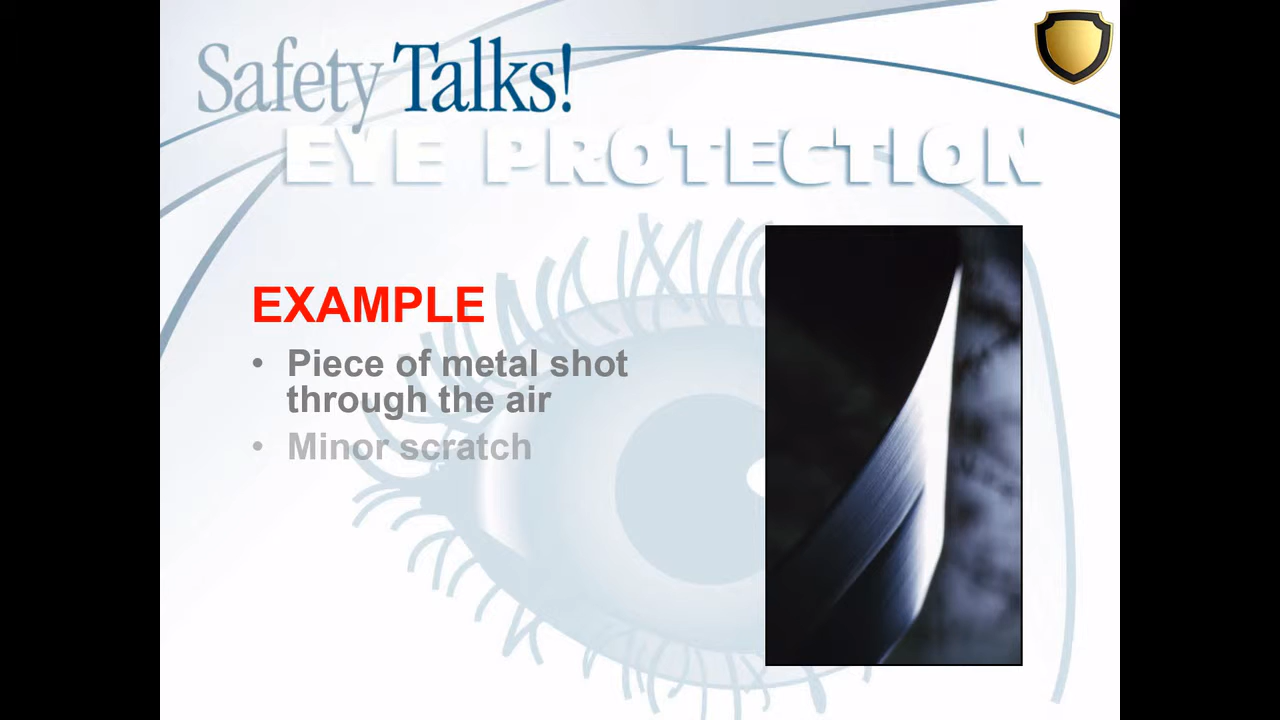 Safety Talks!
EYE PROTECTION
EXAMPLE
• Piece of metal shot
through the air
• Minor scratch